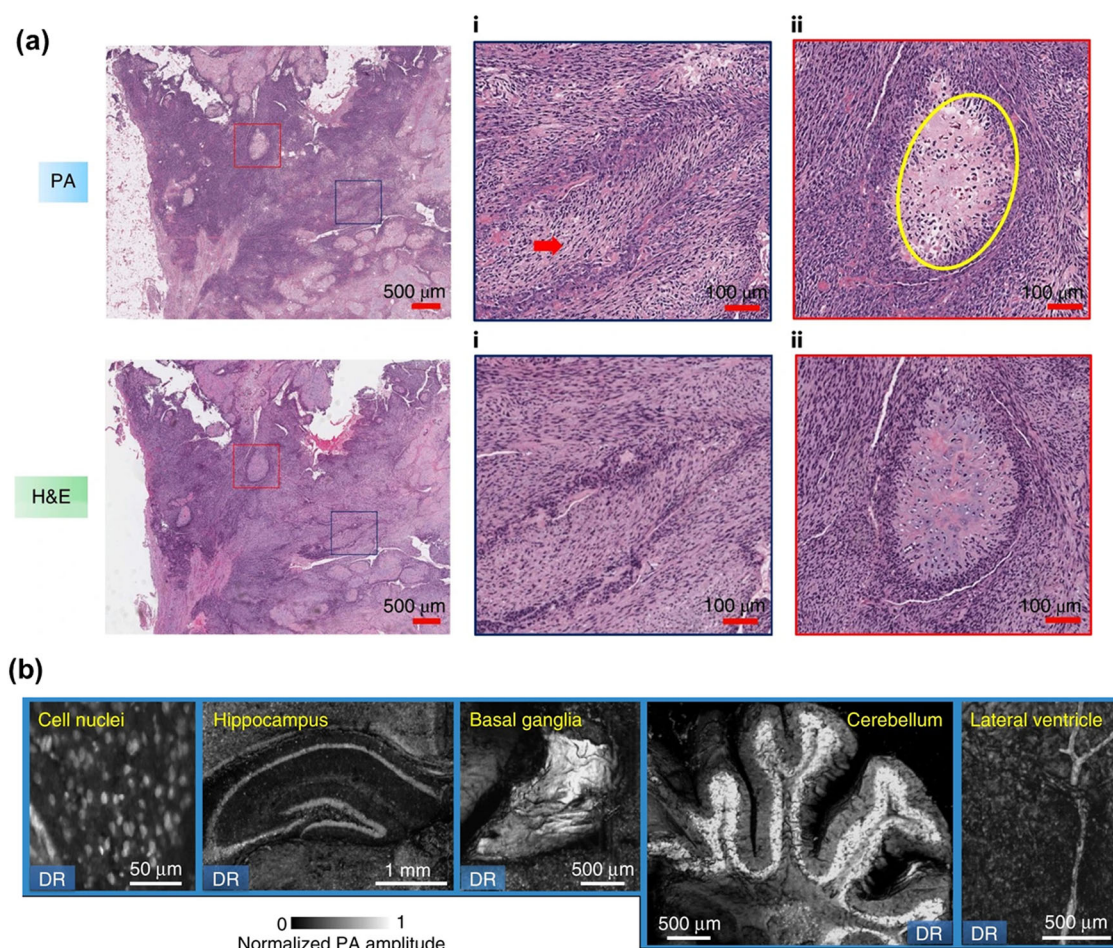 (a)
i
ii
PA
500 μm
100 μm
100 μm
i
ii
H&E
500 μm
100 μm
100 μm
(b)
Cell nuclei
Hippocampus
Basal ganglia
Cerebellum
Lateral ventricle
DR
50 μm
DR
1 mm
DR
500 μm
500 μm
DR
DR
500 μm
0
1
Normalized PA amplitude